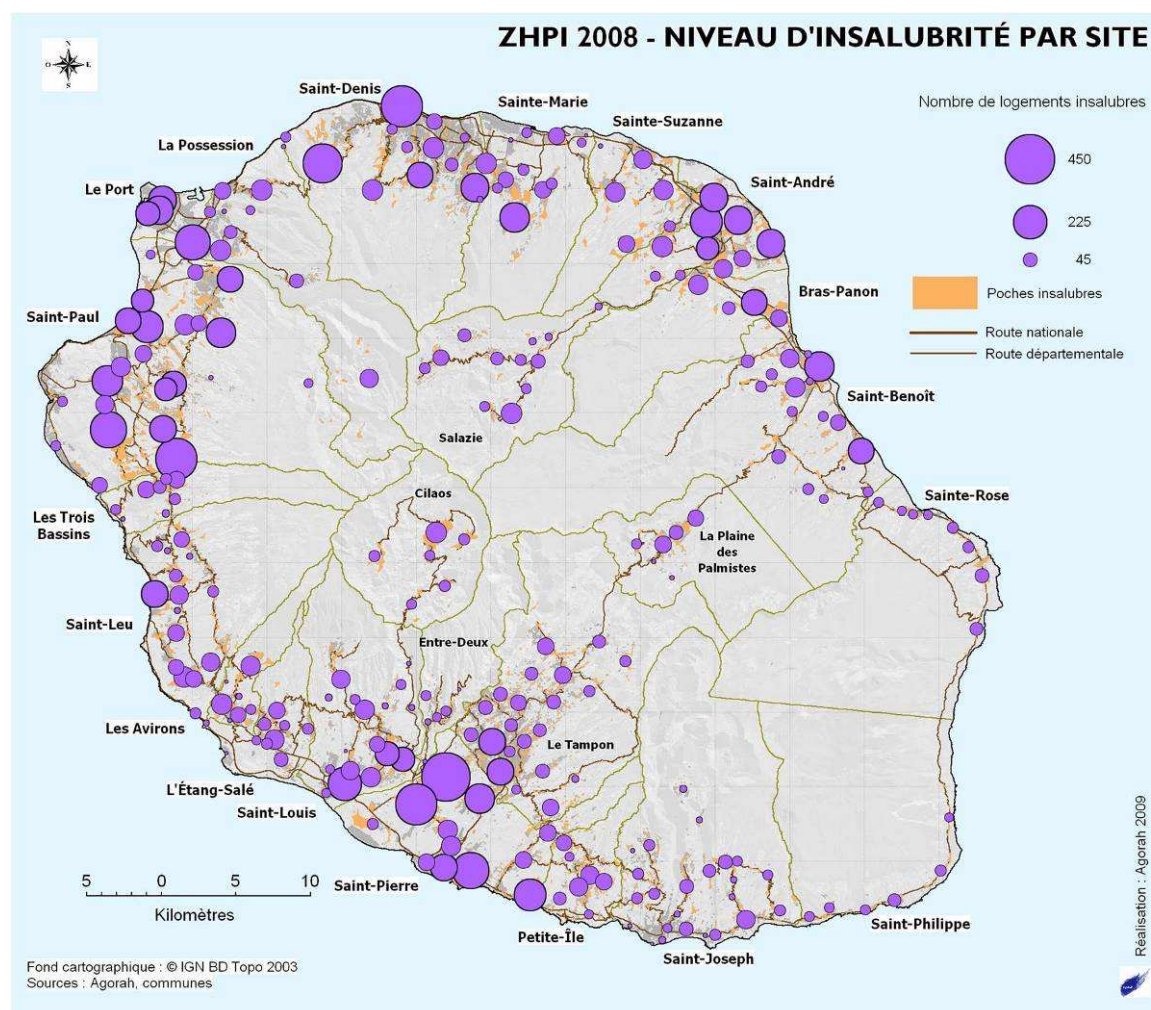 ZHPI 2008 - NIVEAU D'INSALUBRITÉ PAR SITE
N
O
E
S
Nombre de logements insalubres
450
225
45
Poches insalubres
Route nationale
Route départementale
Saint-Denis
Sainte-Marie
Sainte-Suzanne
La Possession
Le Port
Saint-André
Bras-Panon
Saint-Paul
Saint-Benoît
Salazie
Cilaos
Sainte-Rose
Les Trois
Bassins
La Plaine
des
Palmistes
Saint-Leu
Entre-Deux
Les Avirons
Le Tampon
L'Étang-Salé
Saint-Louis
Saint-Pierre
Petite-Île
Saint-Joseph
Saint-Philippe
5 0 5 10
Kilomètres
Fond cartographique : © IGN BD Topo 2003
Sources : Agorah, communes
Réalisation : Agorah 2009